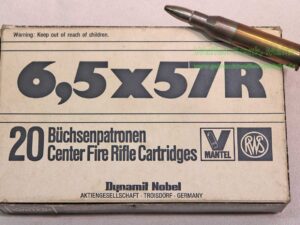 Warning: Keep out of reach of children.
6,5x57R
20 Büchsenpatronen
Center Fire Rifle Cartridges
V
MANTEL
RWS
Dynamit Nobel
AKTIENGESELLSCHAFT · TROISDORF · GERMANY